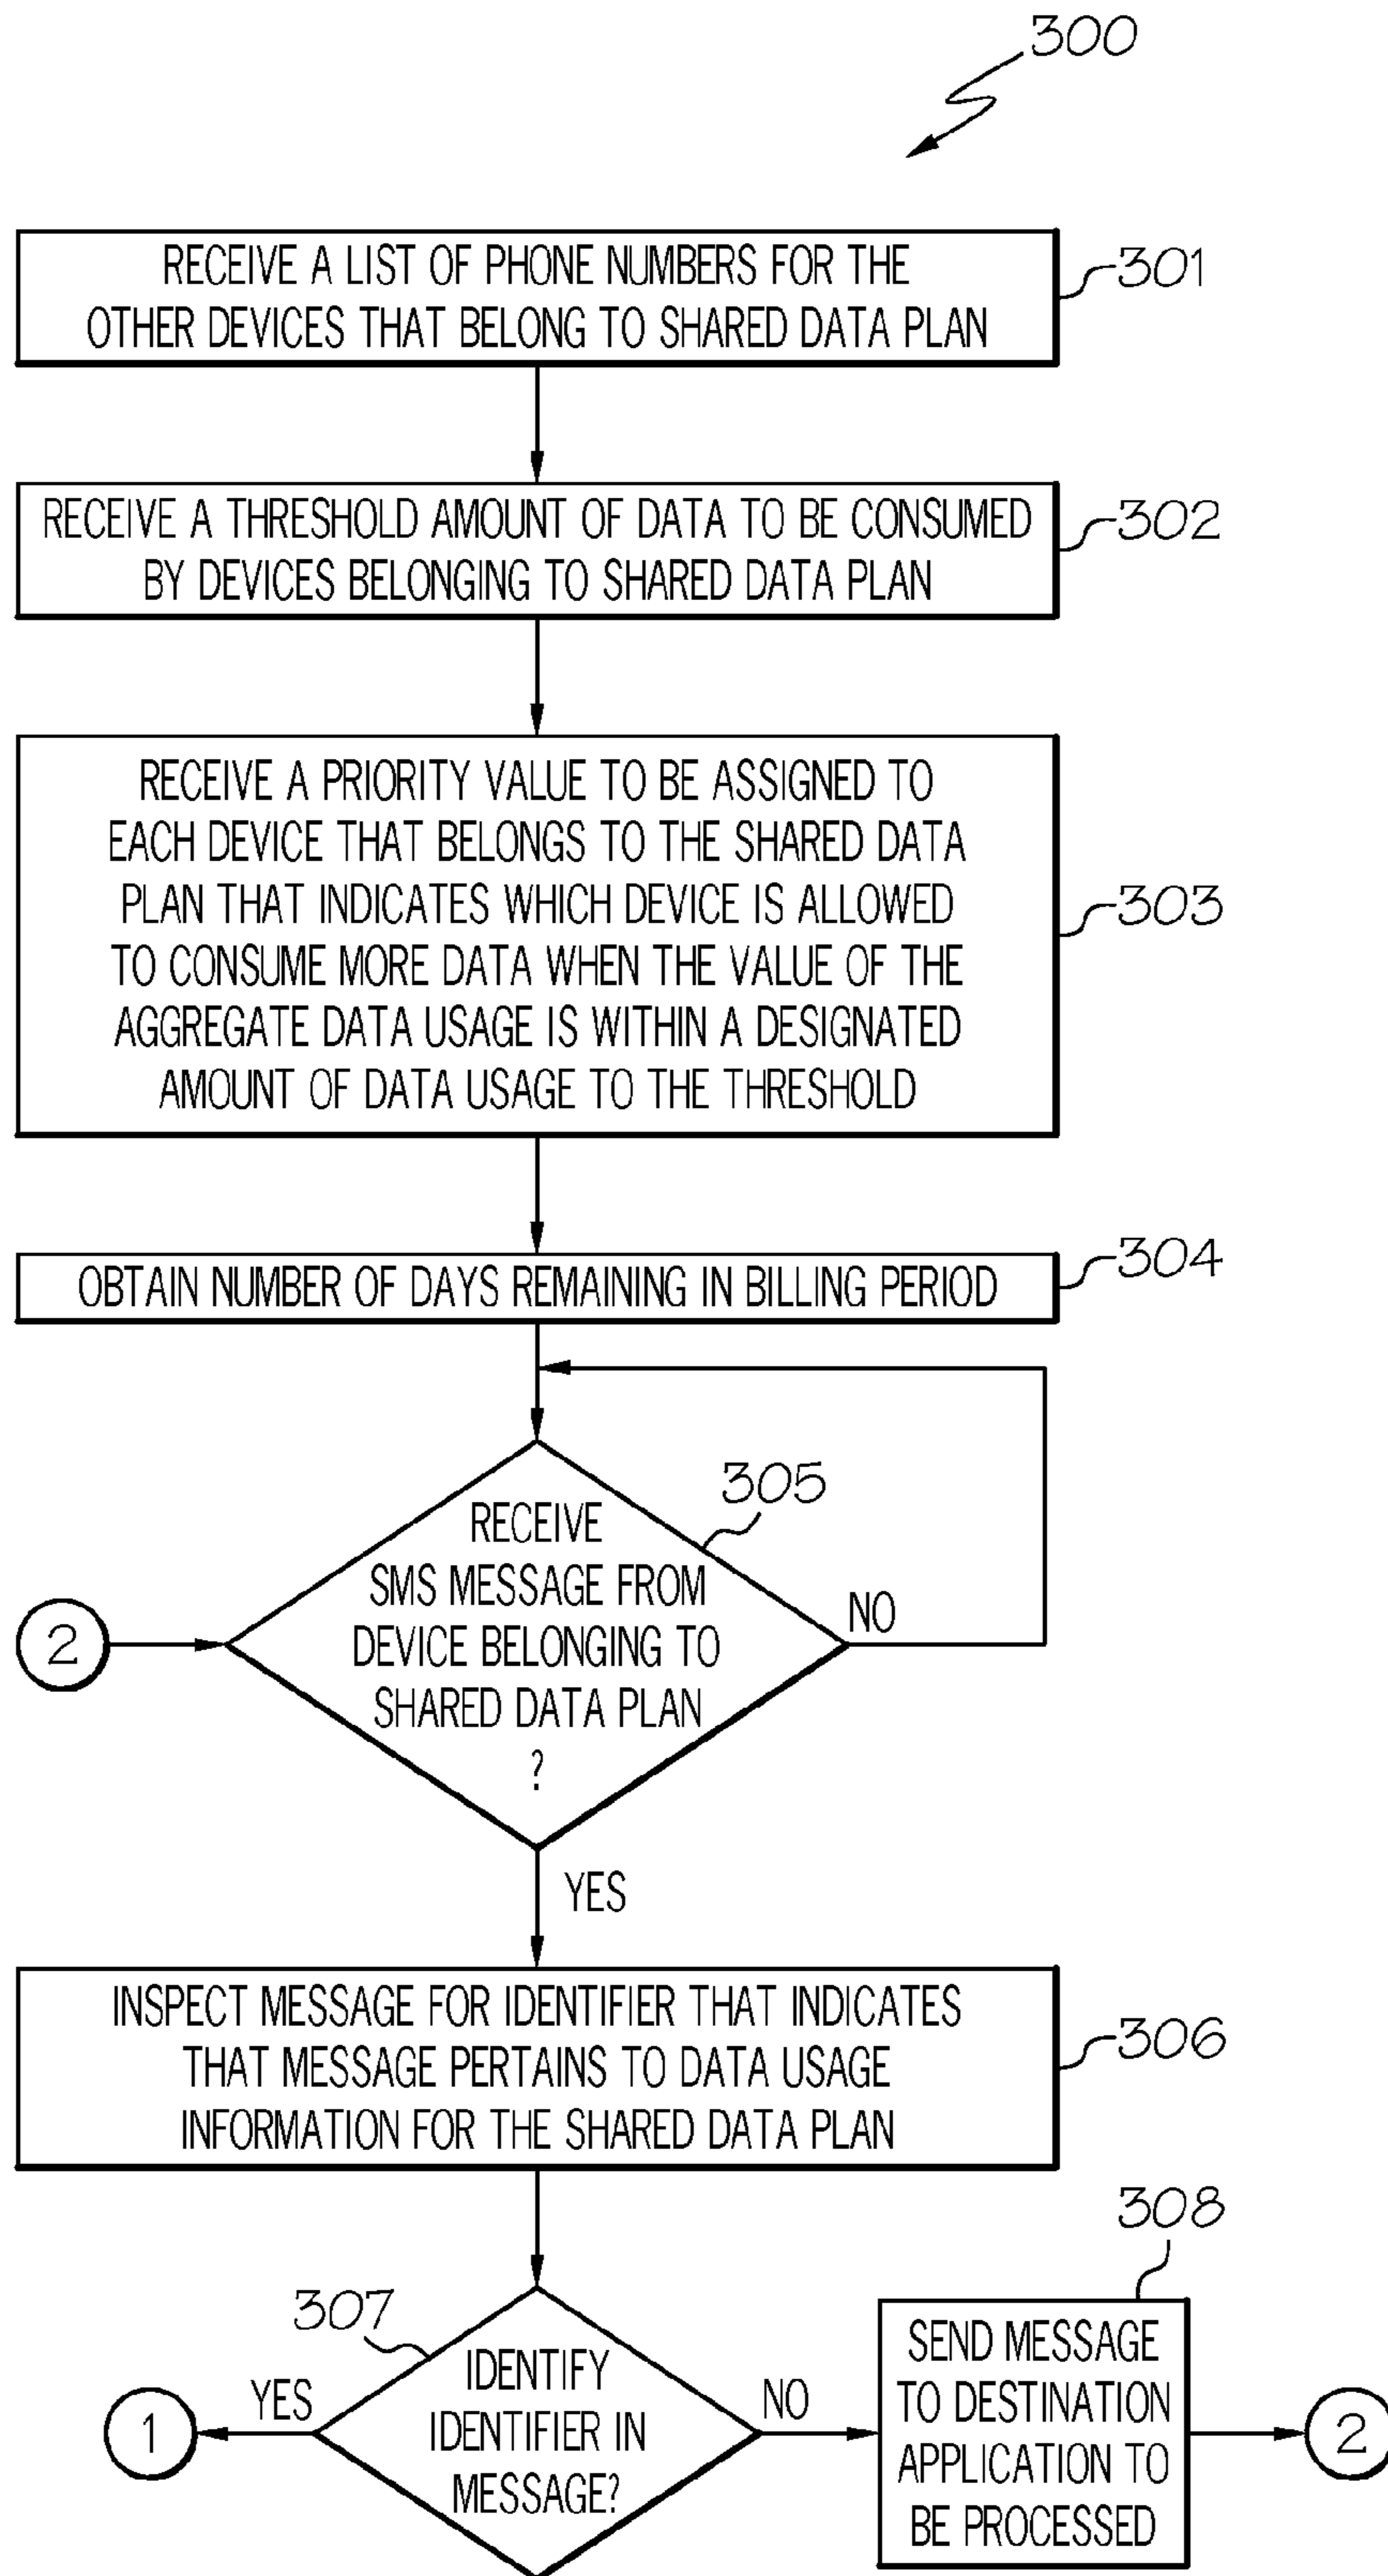 300
RECEIVE A LIST OF PHONE NUMBERS FOR THE
OTHER DEVICES THAT BELONG TO SHARED DATA PLAN
301
RECEIVE A THRESHOLD AMOUNT OF DATA TO BE CONSUMED
BY DEVICES BELONGING TO SHARED DATA PLAN
302
RECEIVE A PRIORITY VALUE TO BE ASSIGNED TO
EACH DEVICE THAT BELONGS TO THE SHARED DATA
PLAN THAT INDICATES WHICH DEVICE IS ALLOWED
TO CONSUME MORE DATA WHEN THE VALUE OF THE
AGGREGATE DATA USAGE IS WITHIN A DESIGNATED
AMOUNT OF DATA USAGE TO THE THRESHOLD
303
OBTAIN NUMBER OF DAYS REMAINING IN BILLING PERIOD
304
RECEIVE
SMS MESSAGE FROM
DEVICE BELONGING TO
SHARED DATA PLAN
?
305
NO
2
YES
INSPECT MESSAGE FOR IDENTIFIER THAT INDICATES
THAT MESSAGE PERTAINS TO DATA USAGE
INFORMATION FOR THE SHARED DATA PLAN
306
307
IDENTIFY
IDENTIFIER IN
MESSAGE?
YES
1
NO
308
SEND MESSAGE
TO DESTINATION
APPLICATION TO
BE PROCESSED
2